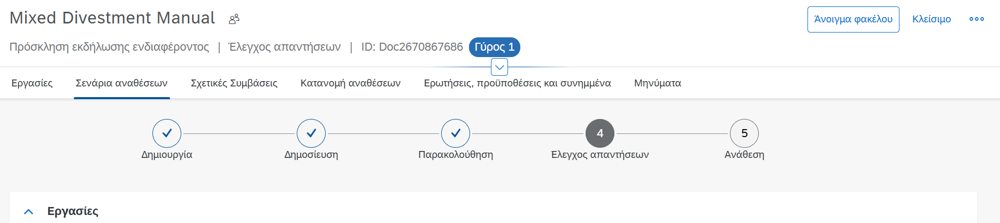 Mixed Divestment Manual
Άνοιγμα φακέλου Κλείσιμο
Πρόσκληση εκδήλωσης ενδιαφέροντος | Έλεγχος απαντήσεων | ID: Doc2670867686 Γύρος 1
Εργασίες Σενάρια αναθέσεων Σχετικές Συμβάσεις Κατανομή αναθέσεων Ερωτήσεις, προϋποθέσεις και συνημμένα Μηνύματα
4 5
Δημιουργία Δημοσίευση Παρακολούθηση Έλεγχος απαντήσεων Ανάθεση
Εργασίες